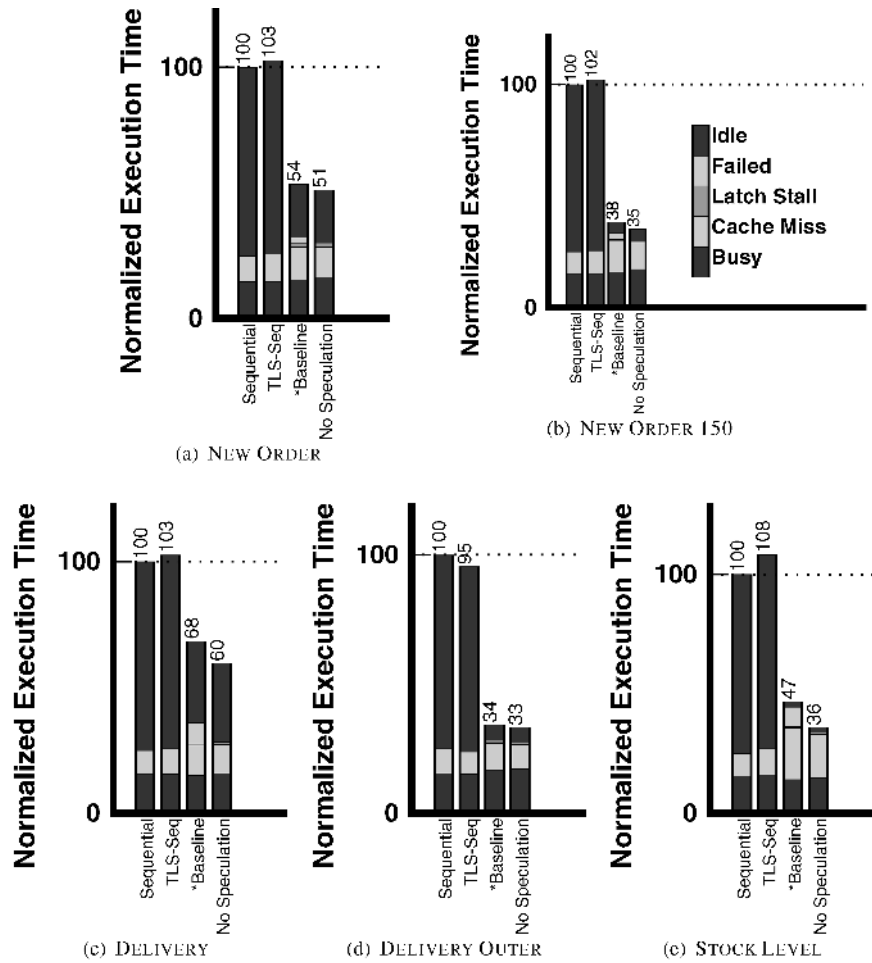 Normalized Execution Time
100
0
100
103
54
51
Sequential
TLS-Seq
*Baseline
No Speculation
(a) NEW ORDER
Normalized Execution Time
100
0
100
102
38
35
Idle
Failed
Latch Stall
Cache Miss
Busy
Sequential
TLS-Seq
*Baseline
No Speculation
(b) NEW ORDER 150
Normalized Execution Time
100
0
100
103
68
60
Sequential
TLS-Seq
*Baseline
No Speculation
(c) DELIVERY
Normalized Execution Time
100
0
100
95
34
33
Sequential
TLS-Seq
*Baseline
No Speculation
(d) DELIVERY OUTER
Normalized Execution Time
100
0
100
108
47
36
Sequential
TLS-Seq
*Baseline
No Speculation
(e) STOCK LEVEL